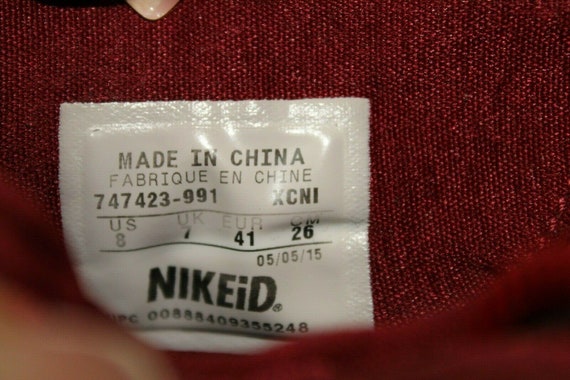 MADE IN CHINA
FABRIQUE EN CHINE
747423-991 XCNI
US UK EUR CM
8 7 41 26
05/05/15
NIKEiD®
UPC 00888409355248